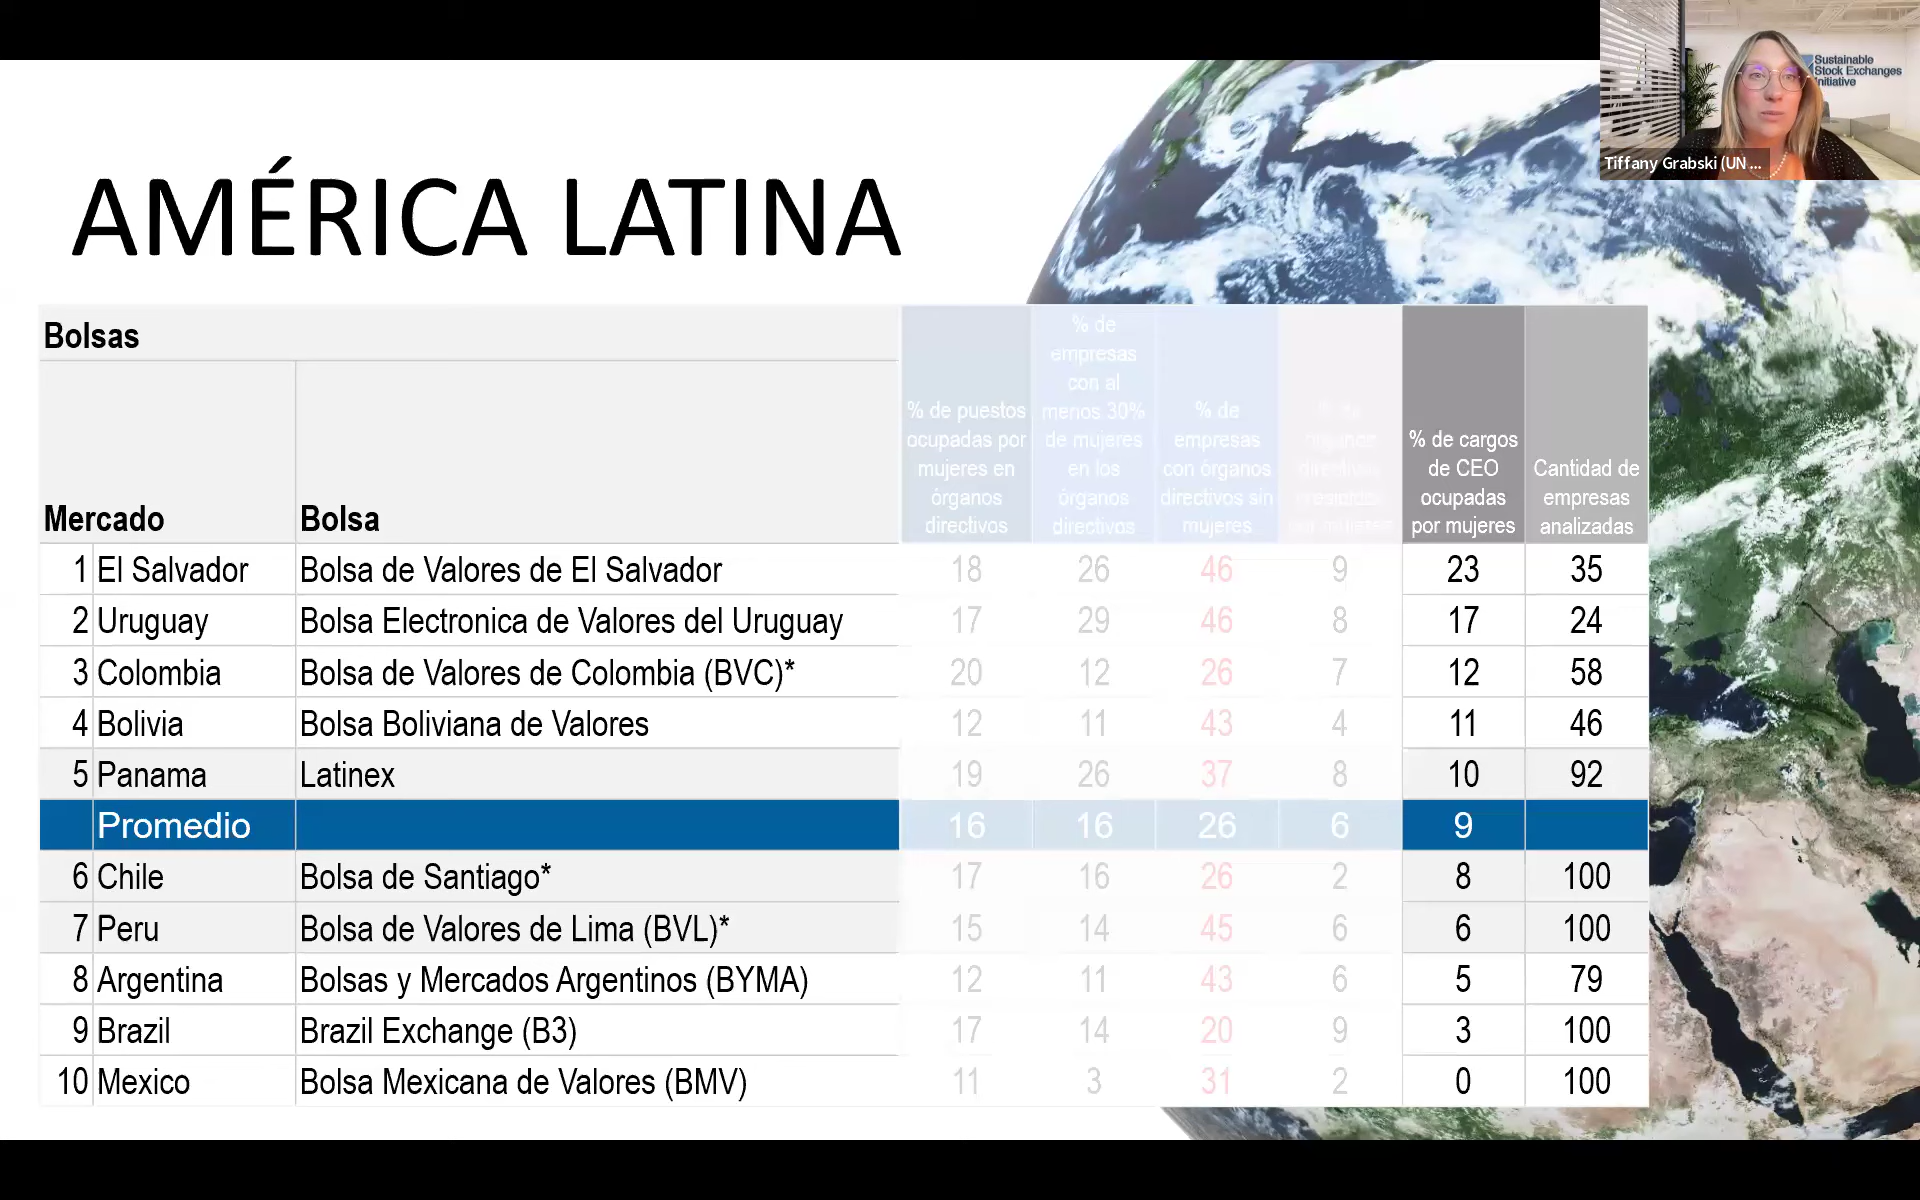 Sustainable
Stock Exchanges
Initiative
Tiffany Grabski (UN ...
AMÉRICA LATINA
Bolsas
Mercado
Bolsa
% de puestos
ocupadas por
mujeres en
órganos
directivos
% de
empresas
con al
menos 30%
de mujeres
en los
órganos
directivos
% de
empresas
con órganos
directivos sin
mujeres
% de
órganos
directivos
presididos
por mujeres
% de cargos
de CEO
ocupadas
por mujeres
Cantidad de
empresas
analizadas
1 El Salvador Bolsa de Valores de El Salvador 18 26 46 9 23 35
2 Uruguay Bolsa Electronica de Valores del Uruguay 17 29 46 8 17 24
3 Colombia Bolsa de Valores de Colombia (BVC)* 20 12 26 7 12 58
4 Bolivia Bolsa Boliviana de Valores 12 11 43 4 11 46
5 Panama Latinex 19 26 37 8 10 92
Promedio 16 16 26 6 9
6 Chile Bolsa de Santiago* 17 16 26 2 8 100
7 Peru Bolsa de Valores de Lima (BVL)* 15 14 45 6 6 100
8 Argentina Bolsas y Mercados Argentinos (BYMA) 12 11 43 6 5 79
9 Brazil Brazil Exchange (B3) 17 14 20 9 3 100
10 Mexico Bolsa Mexicana de Valores (BMV) 11 3 31 2 0 100